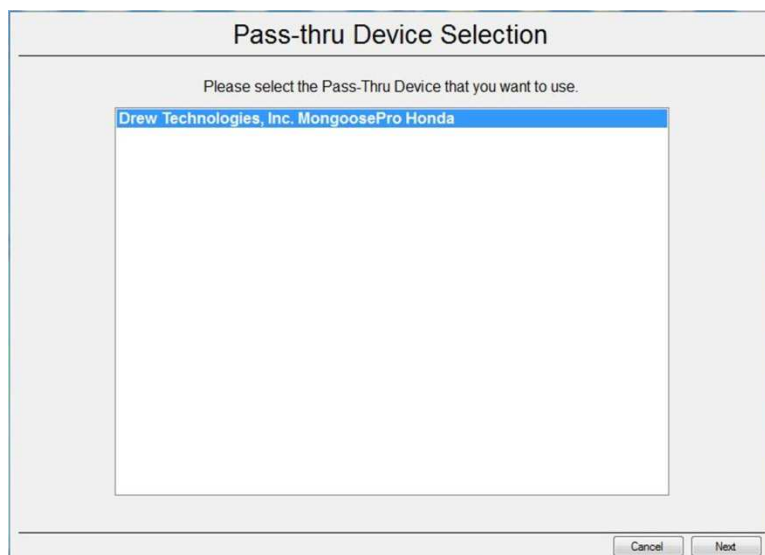 Pass-thru Device Selection
Please select the Pass-Thru Device that you want to use.
Drew Technologies, Inc. MongoosePro Honda
Cancel Next